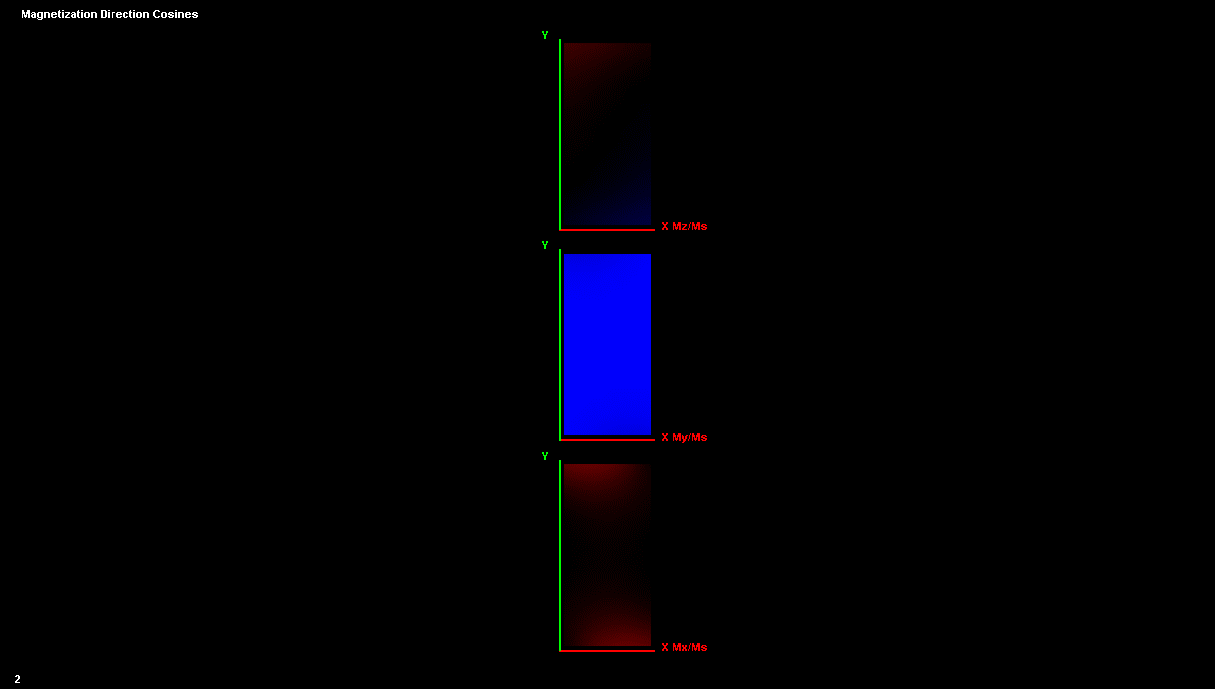 Magnetization Direction Cosines
Y
X Mz/Ms
Y
X My/Ms
Y
X Mx/Ms
2